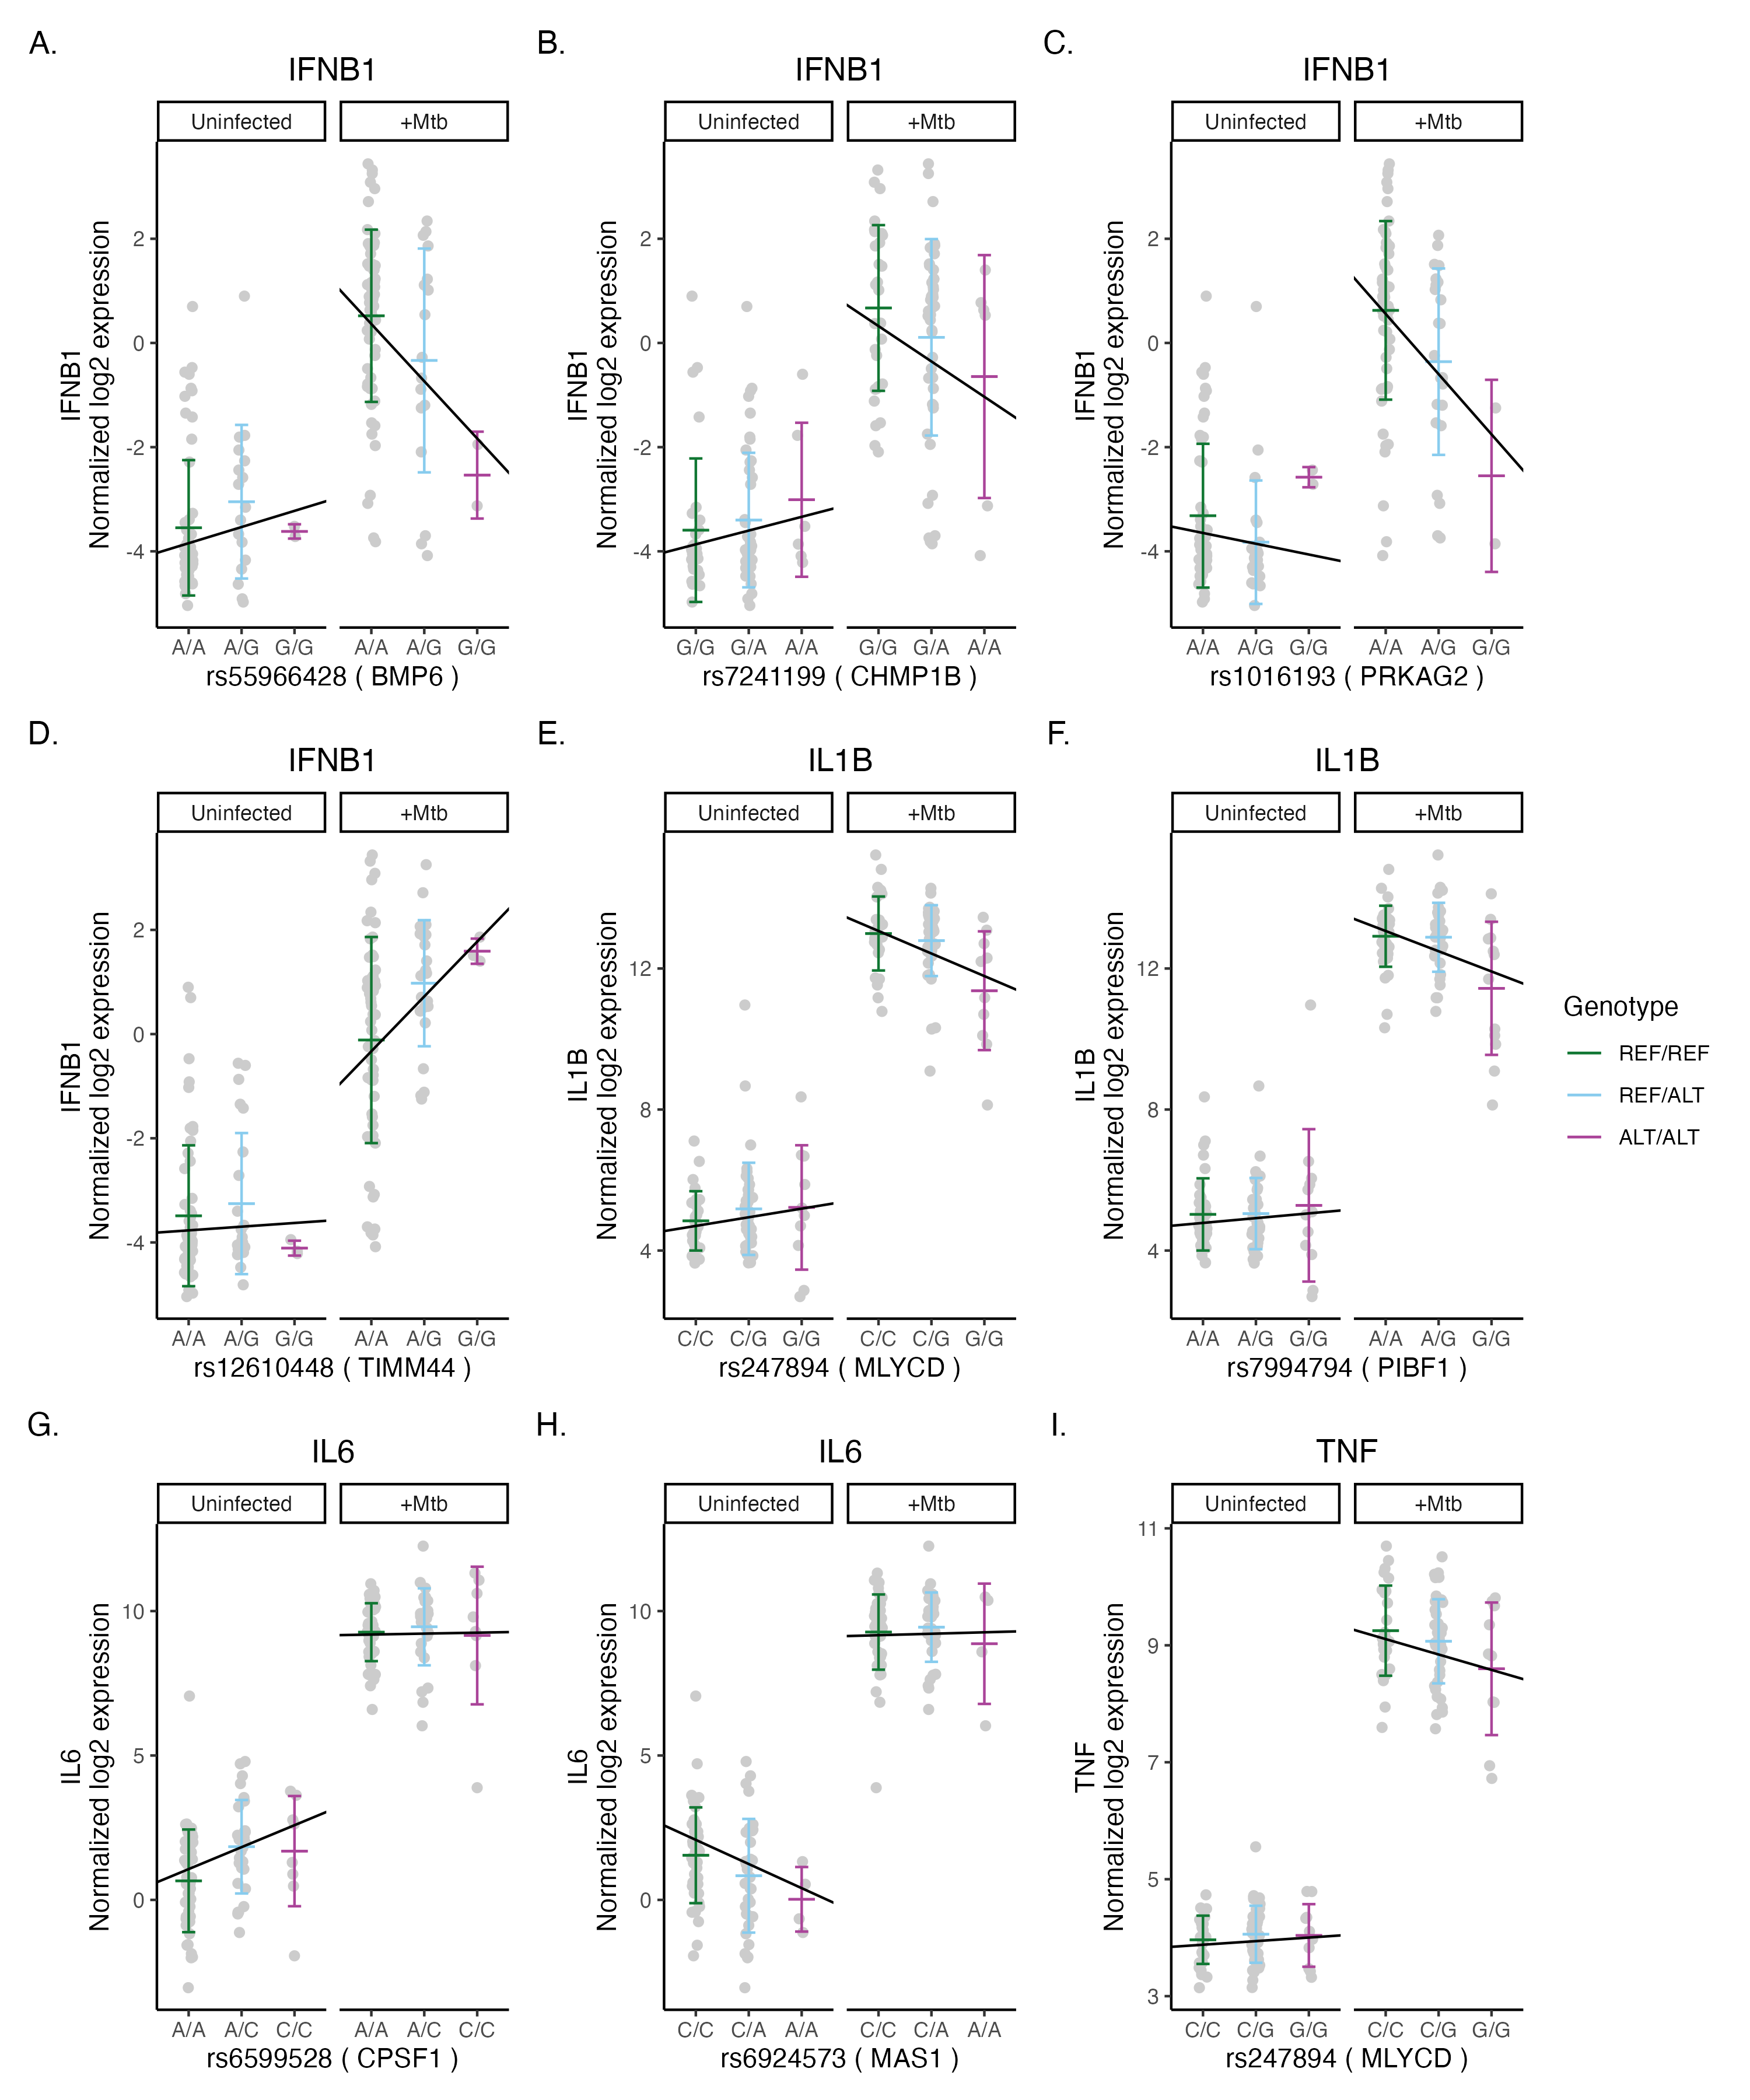 A.
IFNB1
Uninfected +Mtb
IFNB1
Normalized log2 expression
2
0
-2
-4
A/A A/G G/G A/A A/G G/G
rs55966428 ( BMP6 )
B.
IFNB1
Uninfected +Mtb
IFNB1
Normalized log2 expression
2
0
-2
-4
G/G G/A A/A G/G G/A A/A
rs7241199 ( CHMP1B )
C.
IFNB1
Uninfected +Mtb
IFNB1
Normalized log2 expression
2
0
-2
-4
A/A A/G G/G A/A A/G G/G
rs1016193 ( PRKAG2 )
D.
IFNB1
Uninfected +Mtb
IFNB1
Normalized log2 expression
2
0
-2
-4
A/A A/G G/G A/A A/G G/G
rs12610448 ( TIMM44 )
E.
IL1B
Uninfected +Mtb
IL1B
Normalized log2 expression
12
8
4
C/C C/G G/G C/C C/G G/G
rs247894 ( MLYCD )
F.
IL1B
Uninfected +Mtb
IL1B
Normalized log2 expression
12
8
4
A/A A/G G/G A/A A/G G/G
rs7994794 ( PIBF1 )
Genotype
REF/REF
REF/ALT
ALT/ALT
G.
IL6
Uninfected +Mtb
IL6
Normalized log2 expression
10
5
0
A/A A/C C/C A/A A/C C/C
rs6599528 ( CPSF1 )
H.
IL6
Uninfected +Mtb
IL6
Normalized log2 expression
10
5
0
C/C C/A A/A C/C C/A A/A
rs6924573 ( MAS1 )
I.
TNF
Uninfected +Mtb
TNF
Normalized log2 expression
11
9
7
5
3
C/C C/G G/G C/C C/G G/G
rs247894 ( MLYCD )